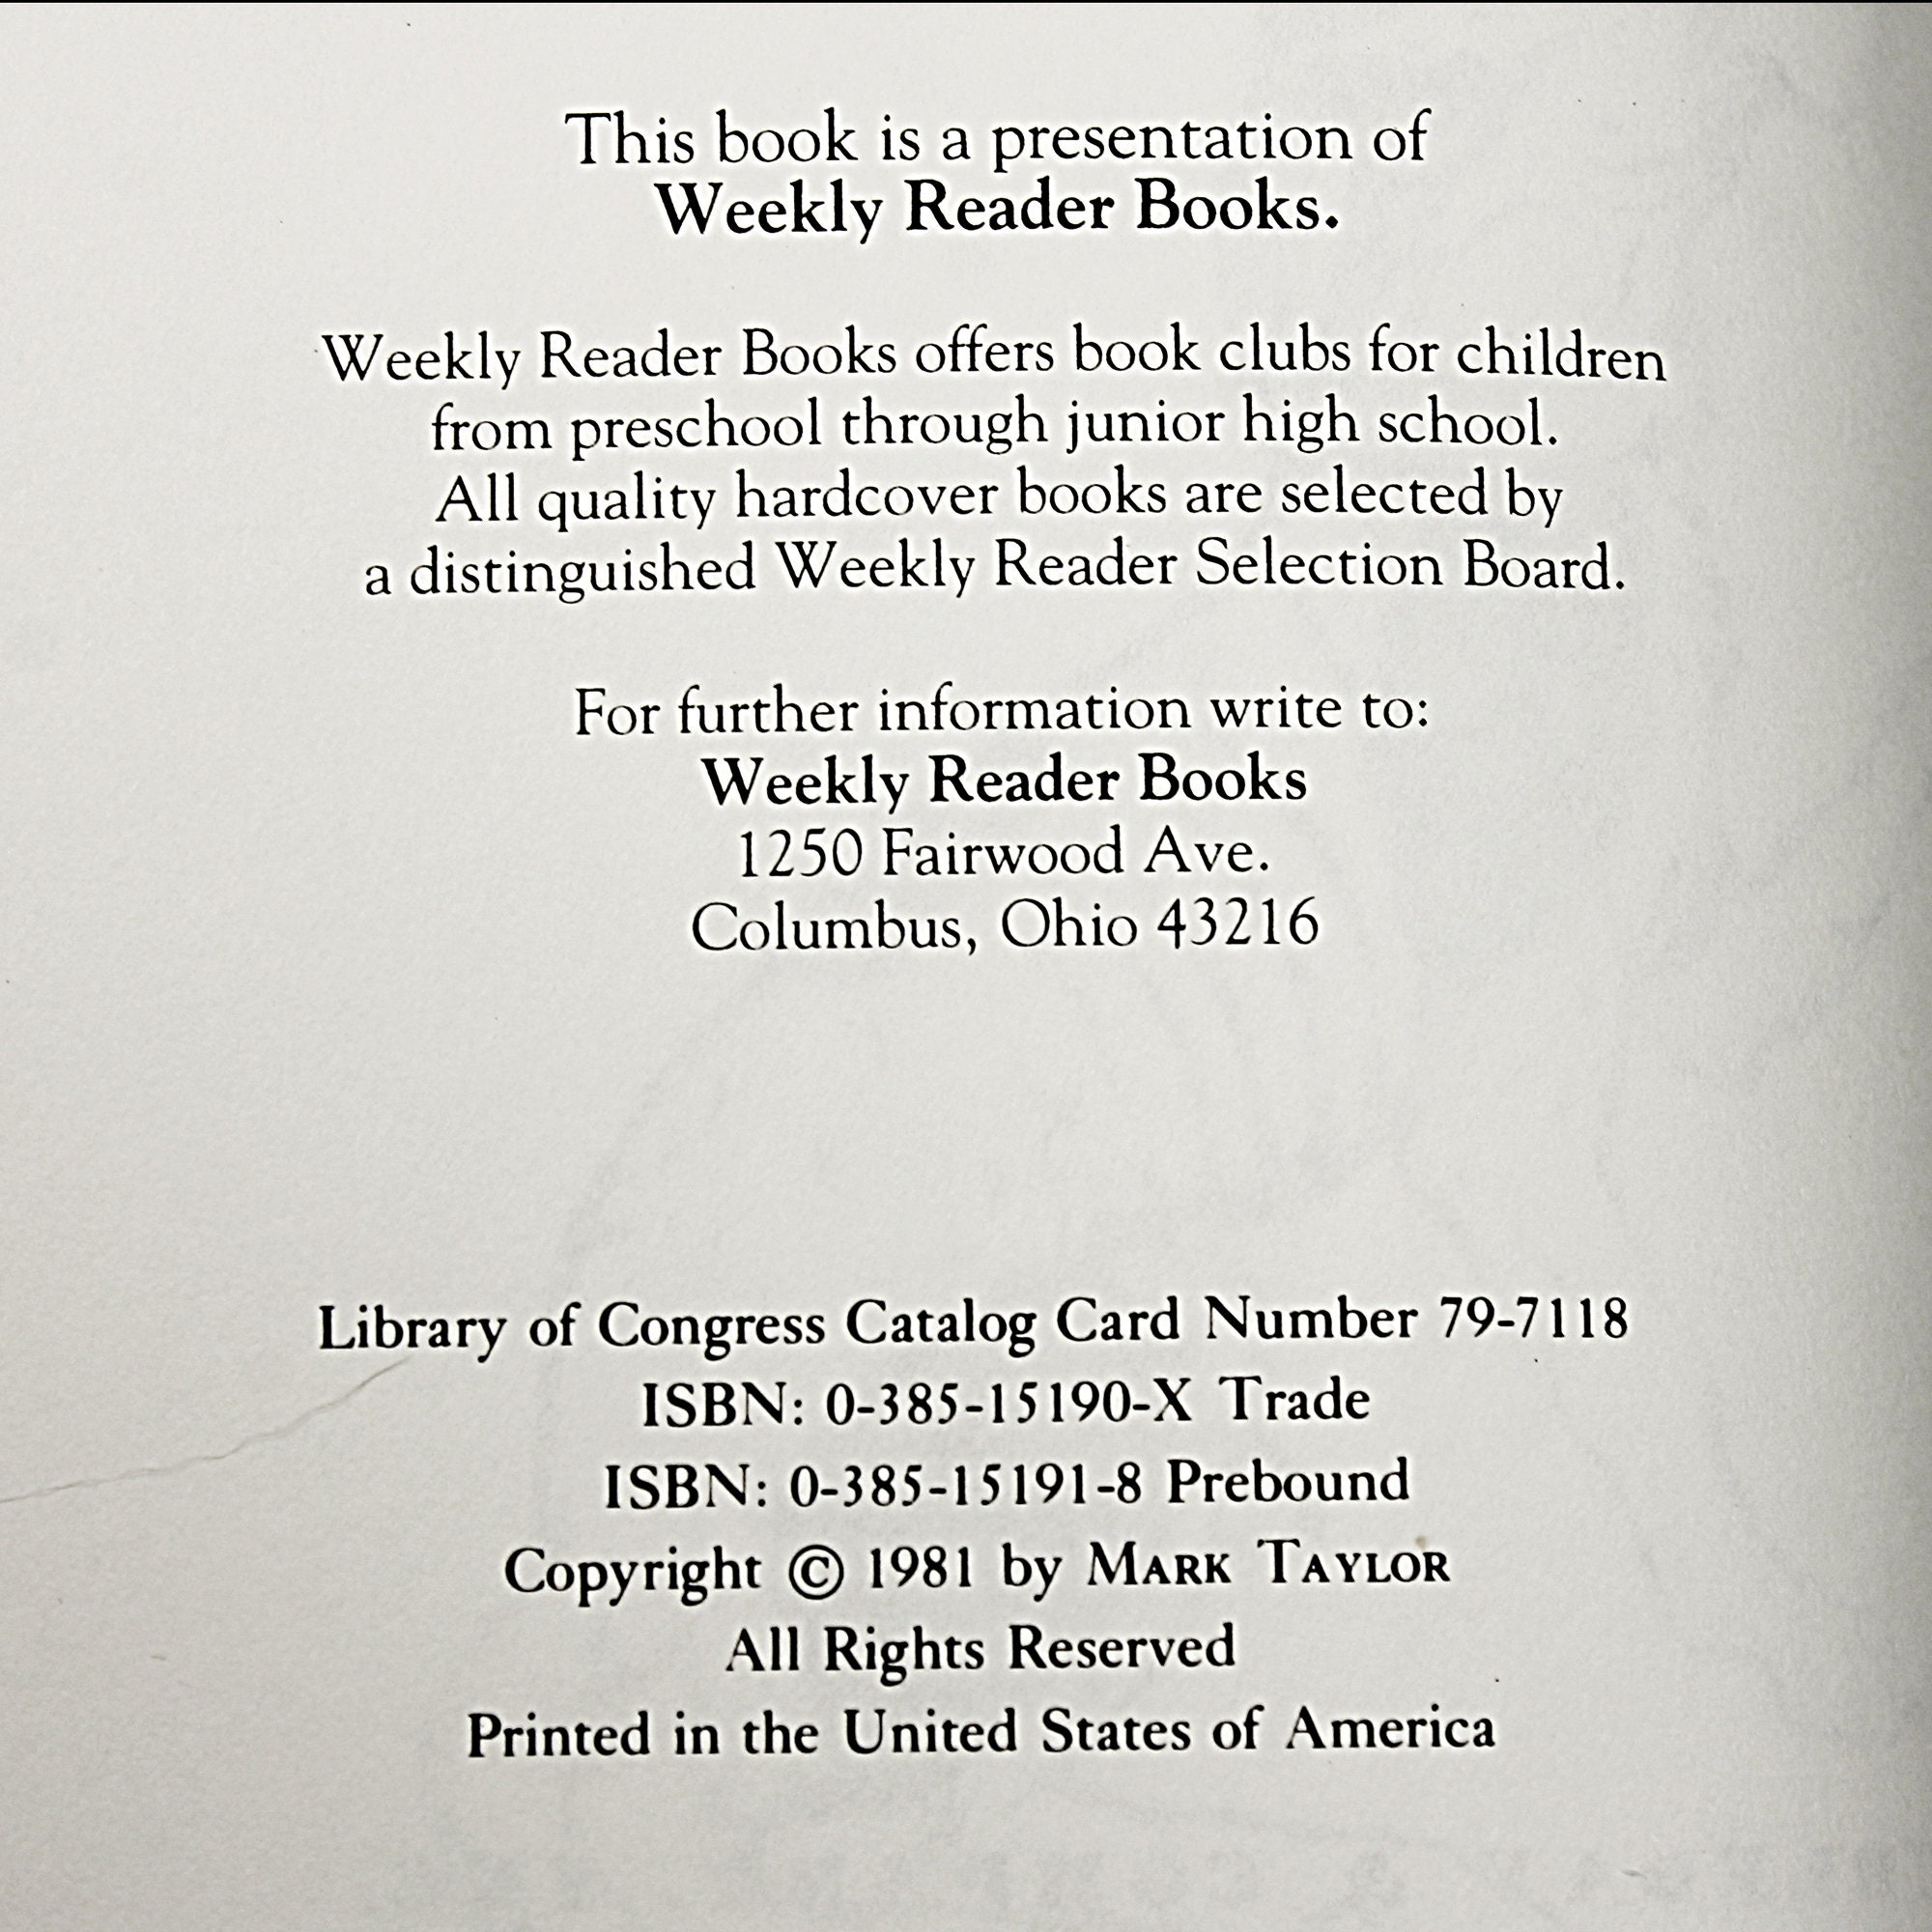 This book is a presentation of
Weekly Reader Books.
Weekly Reader Books offers book clubs for children
from preschool through junior high school.
All quality hardcover books are selected by
a distinguished Weekly Reader Selection Board.
For further information write to:
Weekly Reader Books
1250 Fairwood Ave.
Columbus, Ohio 43216
Library of Congress Catalog Card Number 79-7118
ISBN: 0-385-15190-X Trade
ISBN: 0-385-15191-8 Prebound
Copyright © 1981 by MARK TAYLOR
All Rights Reserved
Printed in the United States of America